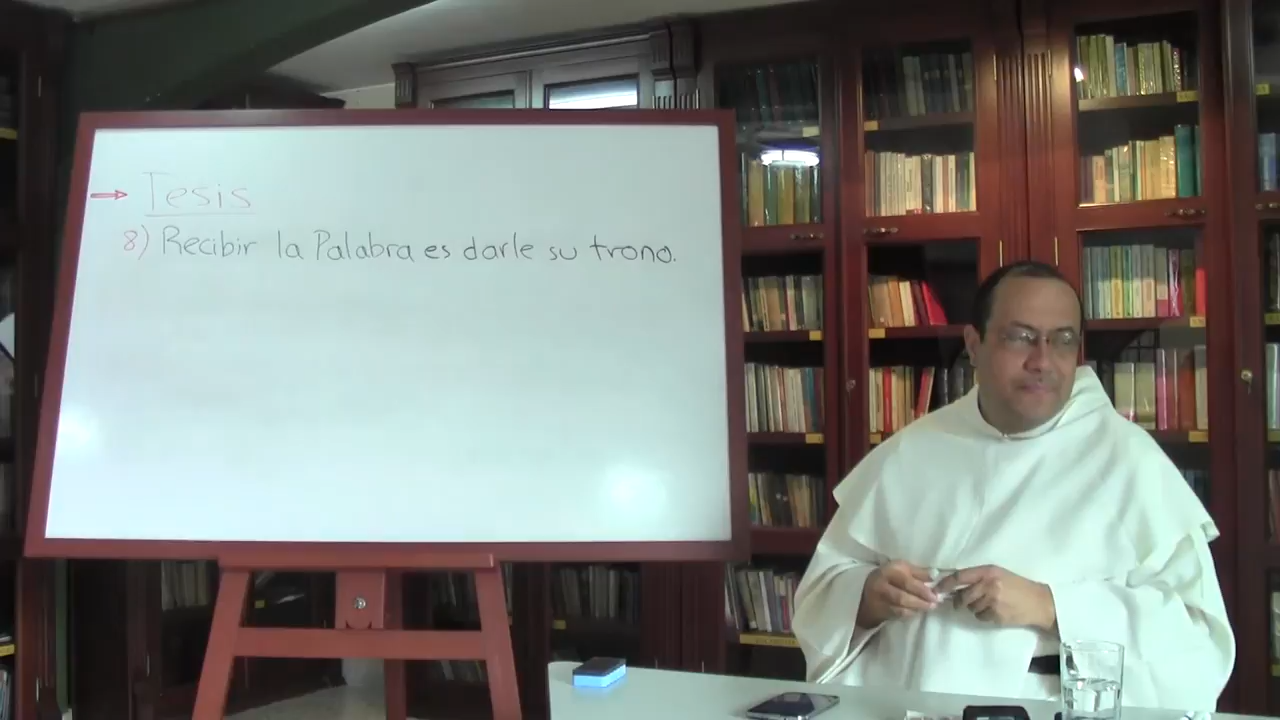 → Tesis
8) Recibir la Palabra es darle su trono.